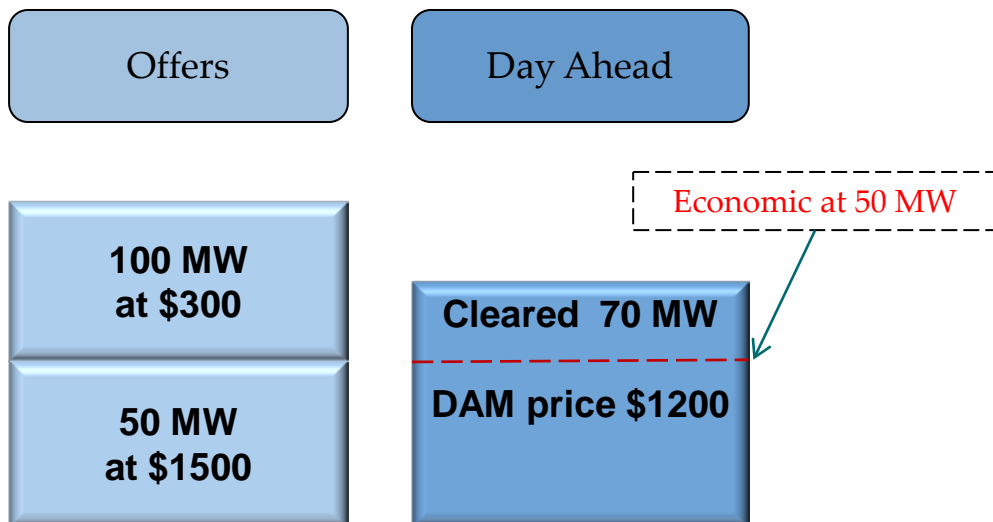 Offers
Day Ahead
Economic at 50 MW
100 MW
at $300
Cleared 70 MW
DAM price $1200
50 MW
at $1500